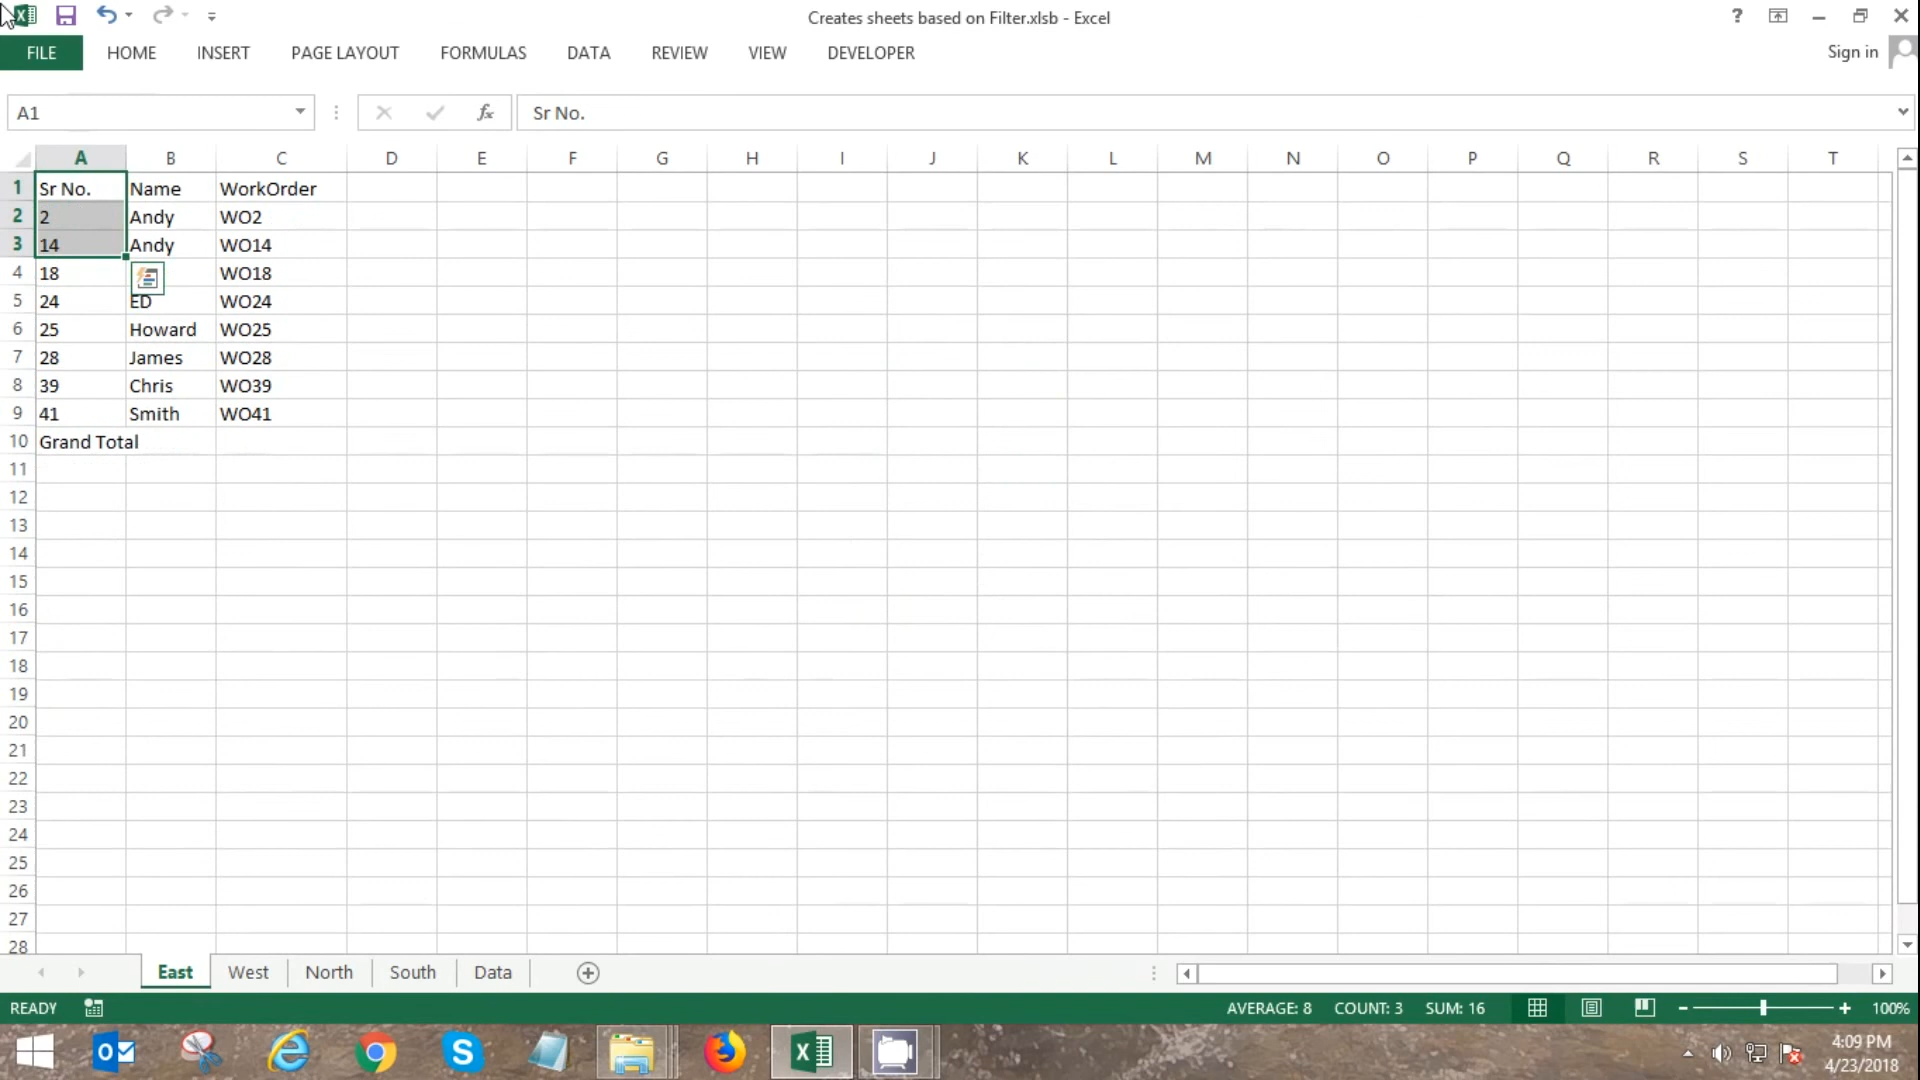 Creates sheets based on Filter.xlsb - Excel
?
FILE HOME INSERT PAGE LAYOUT FORMULAS DATA REVIEW VIEW DEVELOPER Sign in
A1 fx Sr No.
A B C D E F G H I J K L M N O P Q R S T
1 Sr No. Name WorkOrder
2 2 Andy WO2
3 14 Andy WO14
4 18 WO18
5 24 ED WO24
6 25 Howard WO25
7 28 James WO28
8 39 Chris WO39
9 41 Smith WO41
10 Grand Total
11
12
13
14
15
16
17
18
19
20
21
22
23
24
25
26
27
28
East West North South Data
READY AVERAGE: 8 COUNT: 3 SUM: 16 100%
4:09 PM
4/23/2018